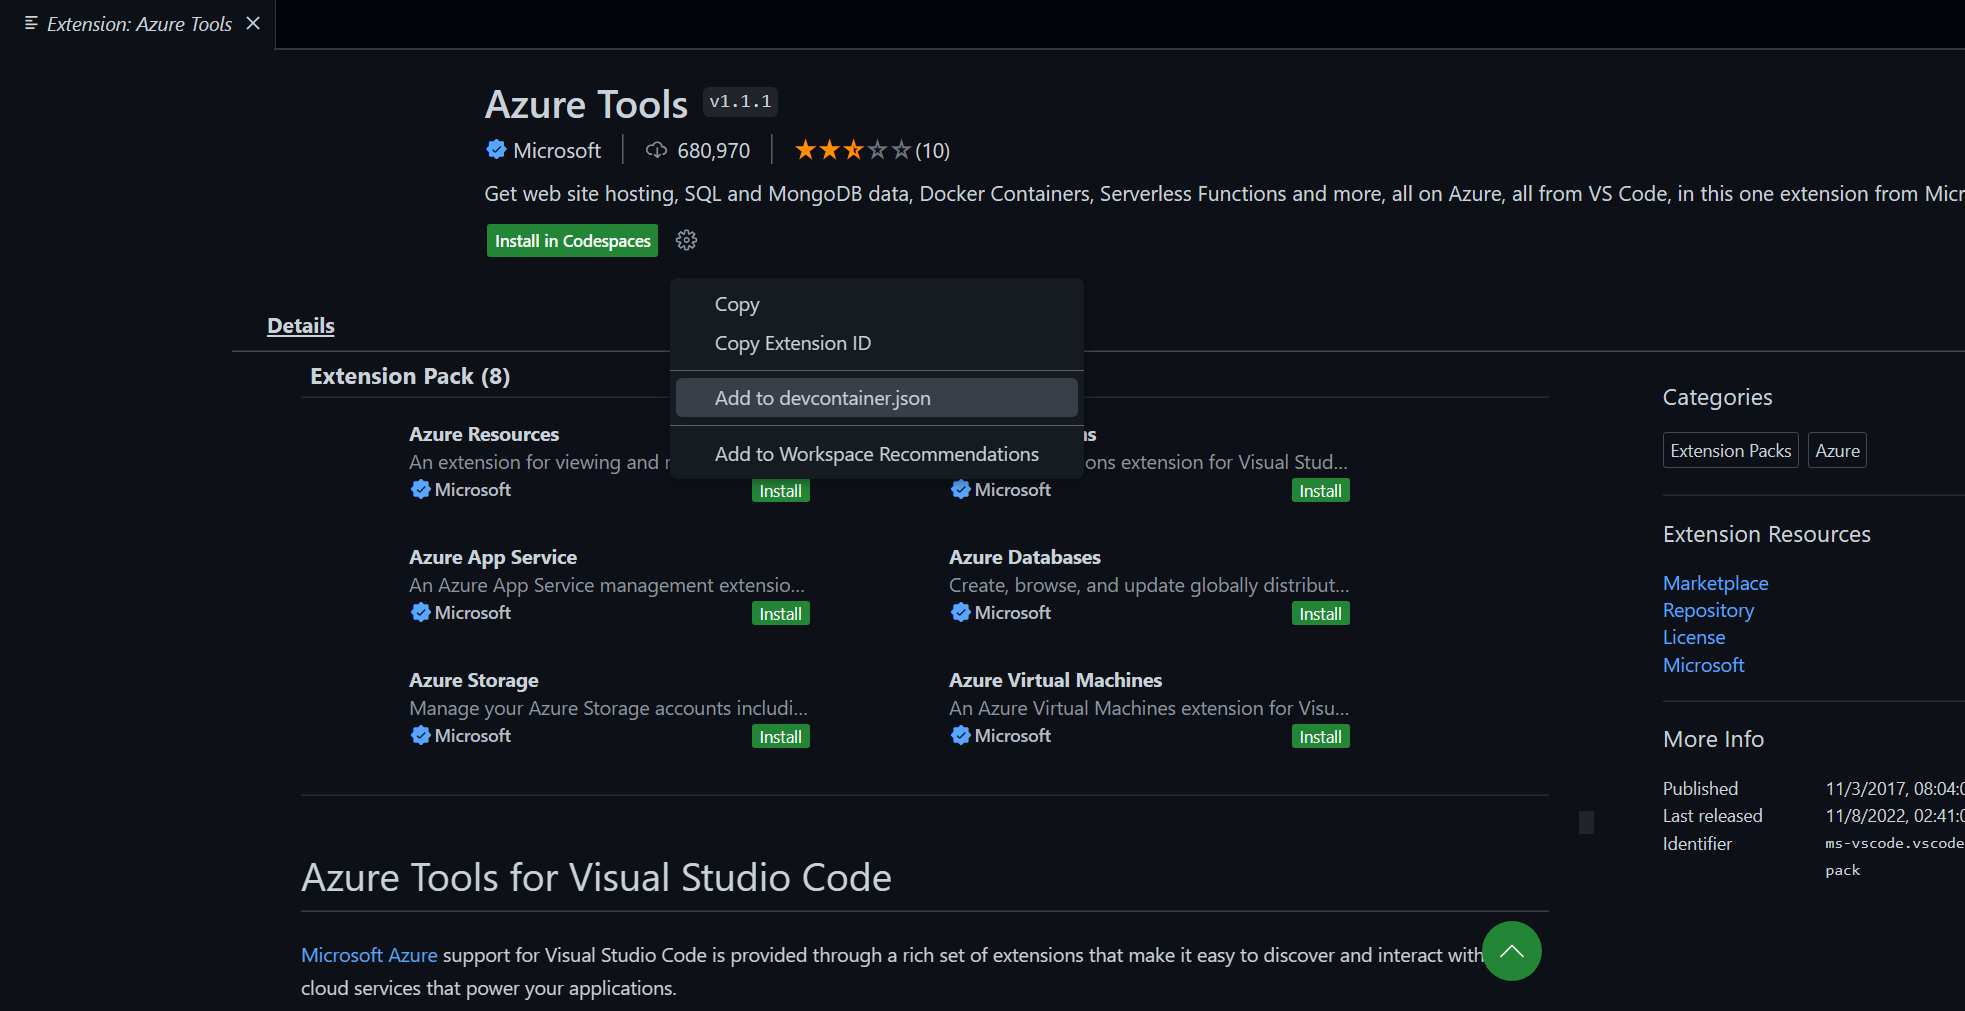 Extension: Azure Tools
Azure Tools v1.1.1
Microsoft 680,970 (10)
Get web site hosting, SQL and MongoDB data, Docker Containers, Serverless Functions and more, all on Azure, all from VS Code, in this one extension from
Install in Codespaces
Copy
Copy Extension ID
Add to devcontainer.json
Add to Workspace Recommendations
Details
Extension Pack (8)
Azure Resources
An extension for viewing and
Microsoft Install
ons extension for Visual Stud...
Microsoft Install
Azure App Service
An Azure App Service management extensio...
Microsoft Install
Azure Databases
Create, browse, and update globally distribut...
Microsoft Install
Azure Storage
Manage your Azure Storage accounts includi...
Microsoft Install
Azure Virtual Machines
An Azure Virtual Machines extension for Visu...
Microsoft Install
Azure Tools for Visual Studio Code
Microsoft Azure support for Visual Studio Code is provided through a rich set of extensions that make it easy to discover and interact with
cloud services that power your applications.
Categories
Extension Packs Azure
Extension Resources
Marketplace
Repository
License
Microsoft
More Info
Published 11/3/2017, 08:04:
Last released 11/8/2022, 02:41:
Identifier ms-vscode.vscode
pack